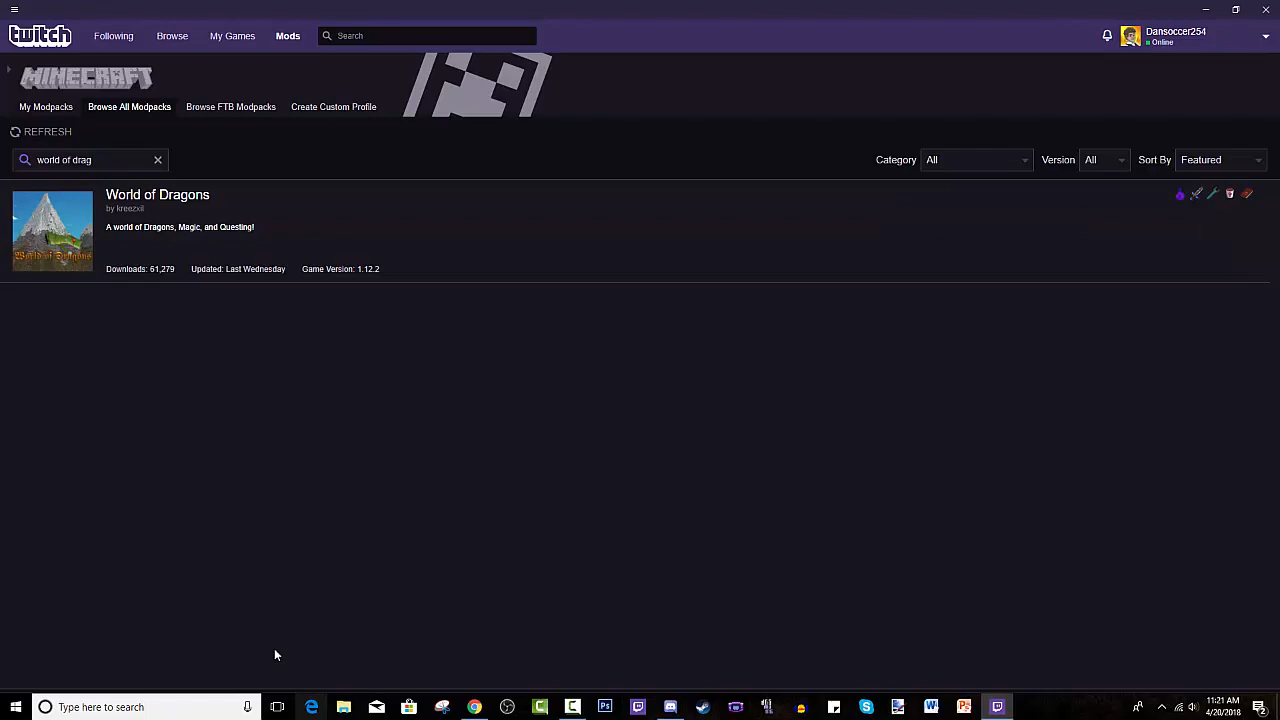 twitch Following Browse My Games Mods Search Dansoccer254
Online
MINECRAFT
My Modpacks Browse All Modpacks Browse FTB Modpacks Create Custom Profile
REFRESH
world of drag Category All Version All Sort By Featured
World of Dragons
by kreezxil
A world of Dragons, Magic, and Questing!
World of Dragons
Downloads: 61,279 Updated: Last Wednesday Game Version: 1.12.2
Type here to search 11:21 AM
4/20/2018